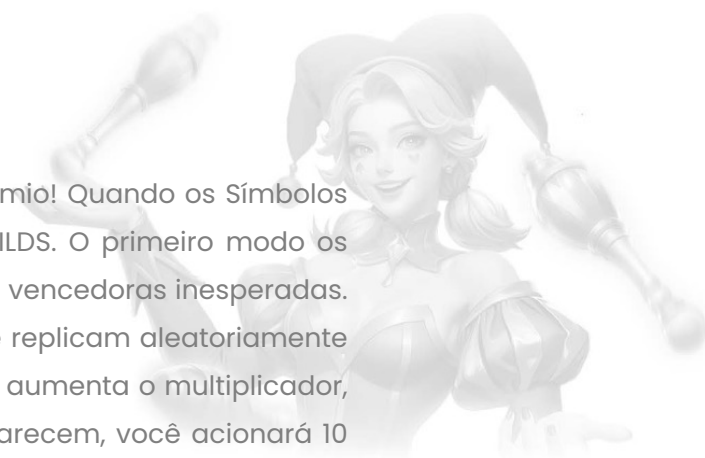 mio! Quando os Símbolos
ILDS. O primeiro modo os
vencedoras inesperadas.
replicam aleatoriamente
aumenta o multiplicador,
arecem, você acionará 10